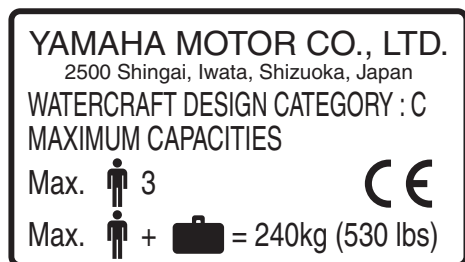 YAMAHA MOTOR CO., LTD.
2500 Shingai, Iwata, Shizuoka, Japan
WATERCRAFT DESIGN CATEGORY : C
MAXIMUM CAPACITIES
Max. 3 CE
Max. + = 240kg (530 lbs)